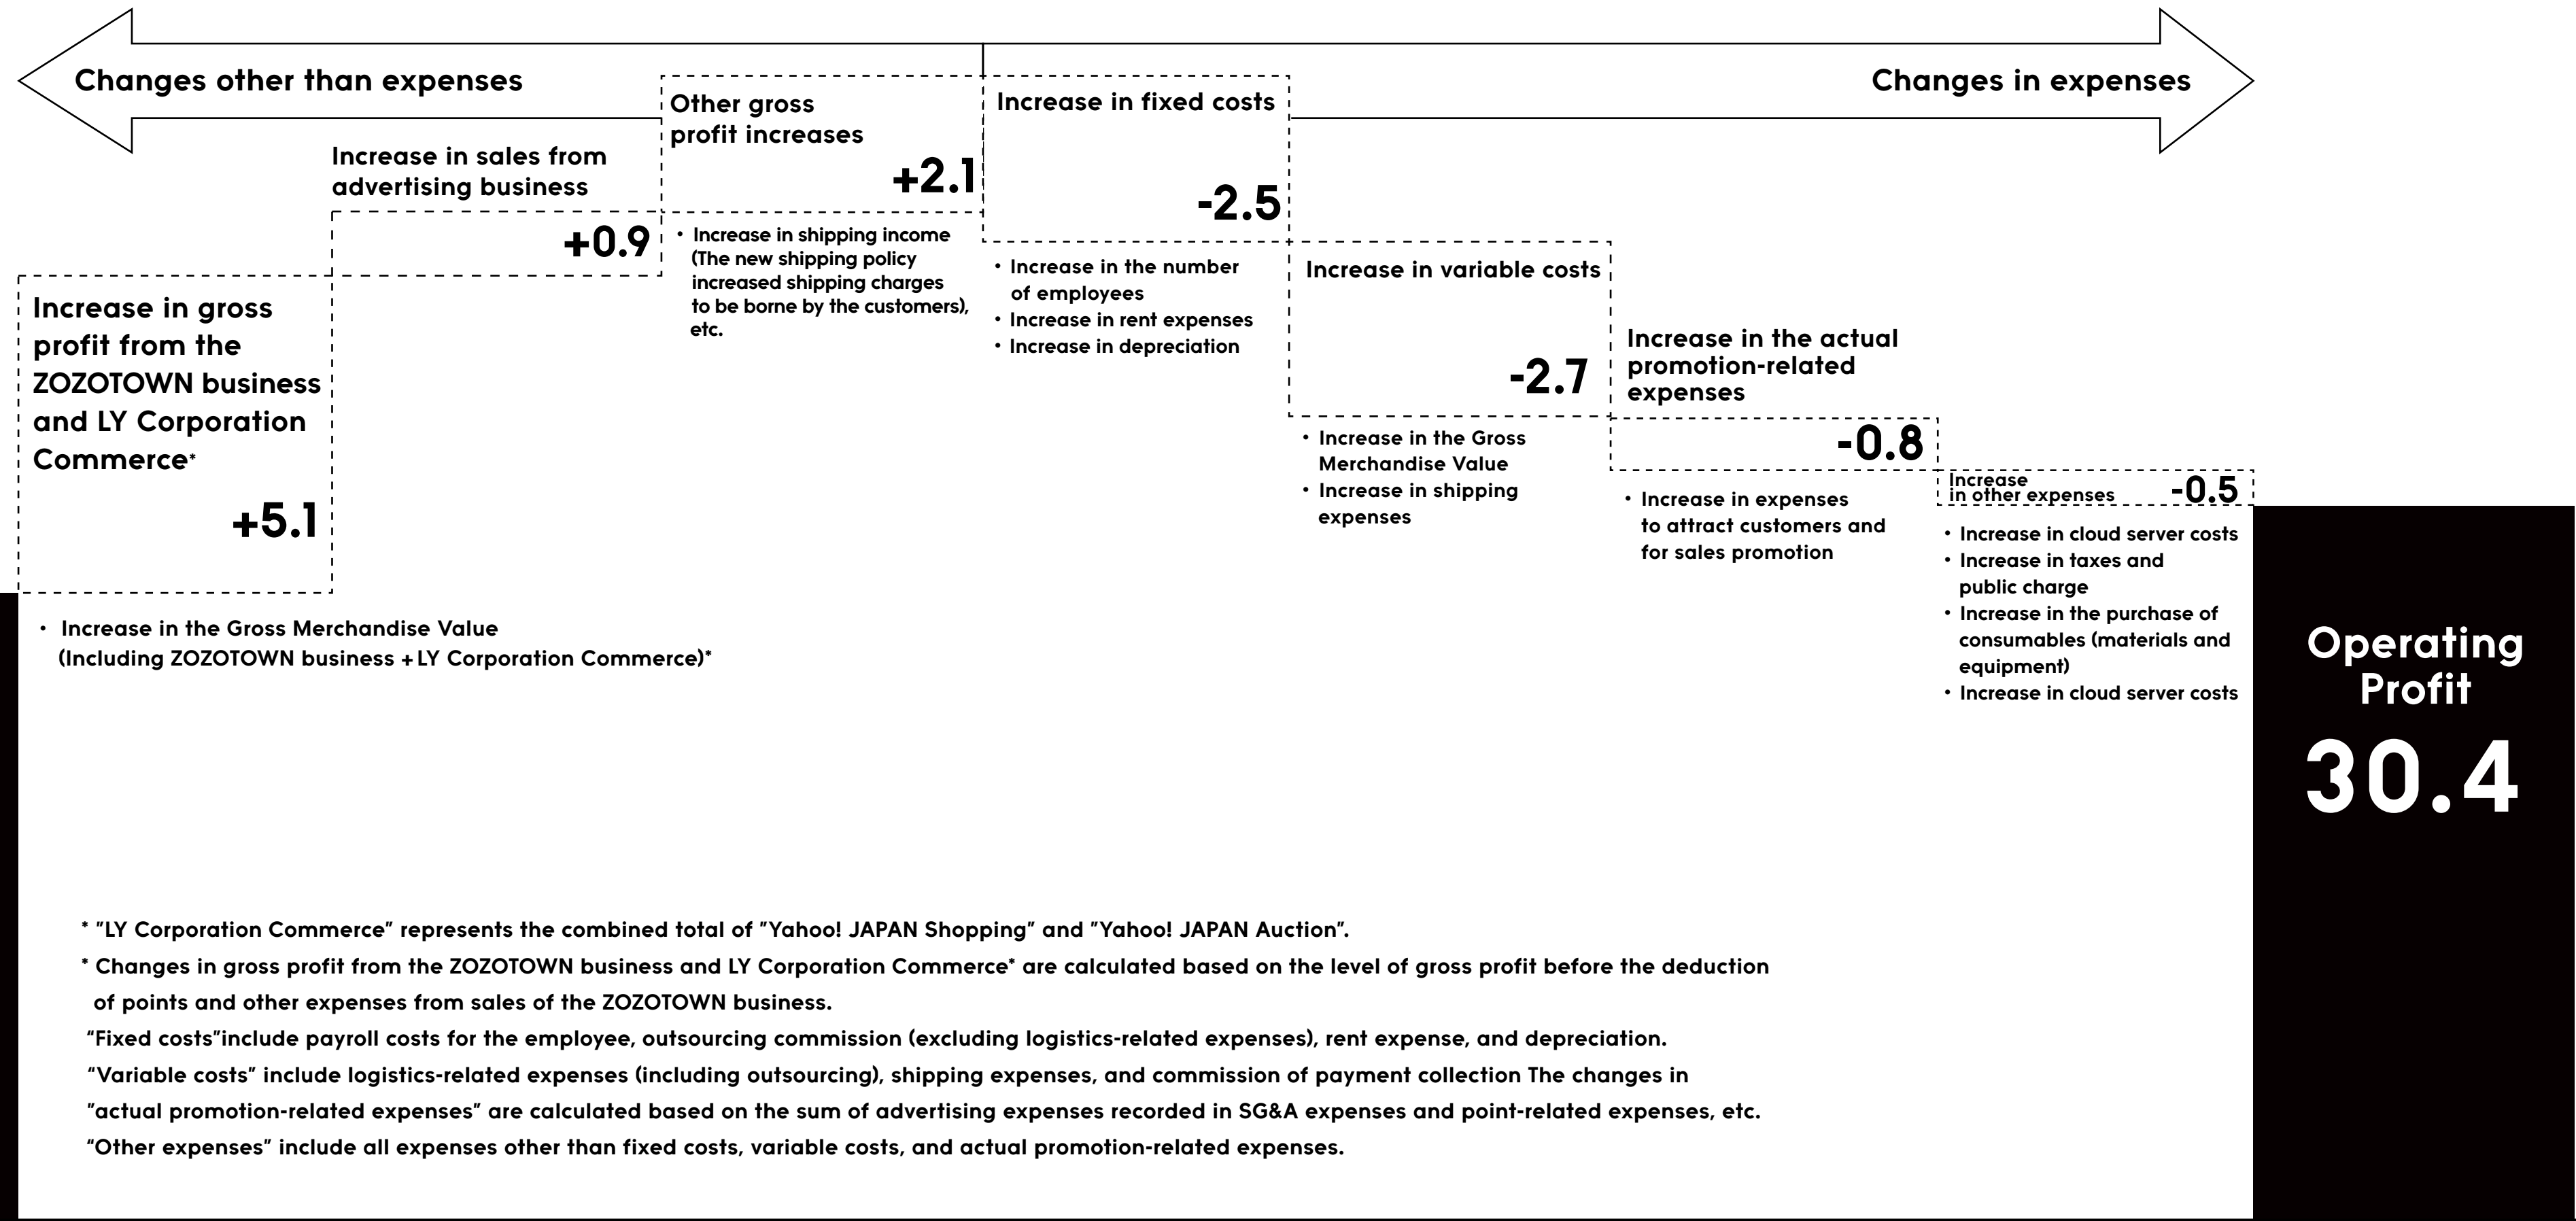 Changes other than expenses
Changes in expenses
Increase in gross
profit from the
ZOZOTOWN business
and LY Corporation
Commerce*
+5.1
• Increase in the Gross Merchandise Value
(Including ZOZOTOWN business + LY Corporation Commerce)*
Increase in sales from
advertising business
+0.9
Other gross
profit increases
+2.1
• Increase in shipping income
(The new shipping policy
increased shipping charges
to be borne by the customers),
etc.
Increase in fixed costs
-2.5
• Increase in the number
of employees
• Increase in rent expenses
• Increase in depreciation
Increase in variable costs
-2.7
• Increase in the Gross
Merchandise Value
• Increase in shipping
expenses
Increase in the actual
promotion-related
expenses
-0.8
• Increase in expenses
to attract customers and
for sales promotion
Increase
in other expenses
-0.5
• Increase in cloud server costs
• Increase in taxes and
public charge
• Increase in the purchase of
consumables (materials and
equipment)
• Increase in cloud server costs
Operating
Profit
30.4
* "LY Corporation Commerce" represents the combined total of "Yahoo! JAPAN Shopping" and "Yahoo! JAPAN Auction".
* Changes in gross profit from the ZOZOTOWN business and LY Corporation Commerce* are calculated based on the level of gross profit before the deduction
of points and other expenses from sales of the ZOZOTOWN business.
“Fixed costs”include payroll costs for the employee, outsourcing commission (excluding logistics-related expenses), rent expense, and depreciation.
“Variable costs” include logistics-related expenses (including outsourcing), shipping expenses, and commission of payment collection The changes in
"actual promotion-related expenses" are calculated based on the sum of advertising expenses recorded in SG&A expenses and point-related expenses, etc.
“Other expenses” include all expenses other than fixed costs, variable costs, and actual promotion-related expenses.